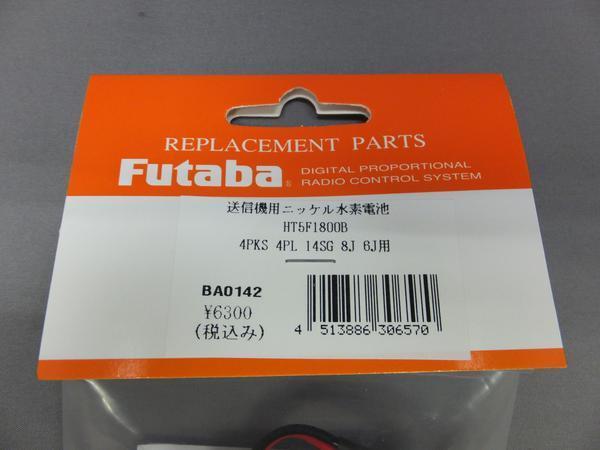 REPLACEMENT PARTS
Futaba®
DIGITAL PROPORTIONAL
RADIO CONTROL SYSTEM
送信機用ニッケル水素電池
HT5F1800B
4PKS 4PL 14SG 8J 6J用
BA0142
¥6300
(税込み)
4 513886 306570